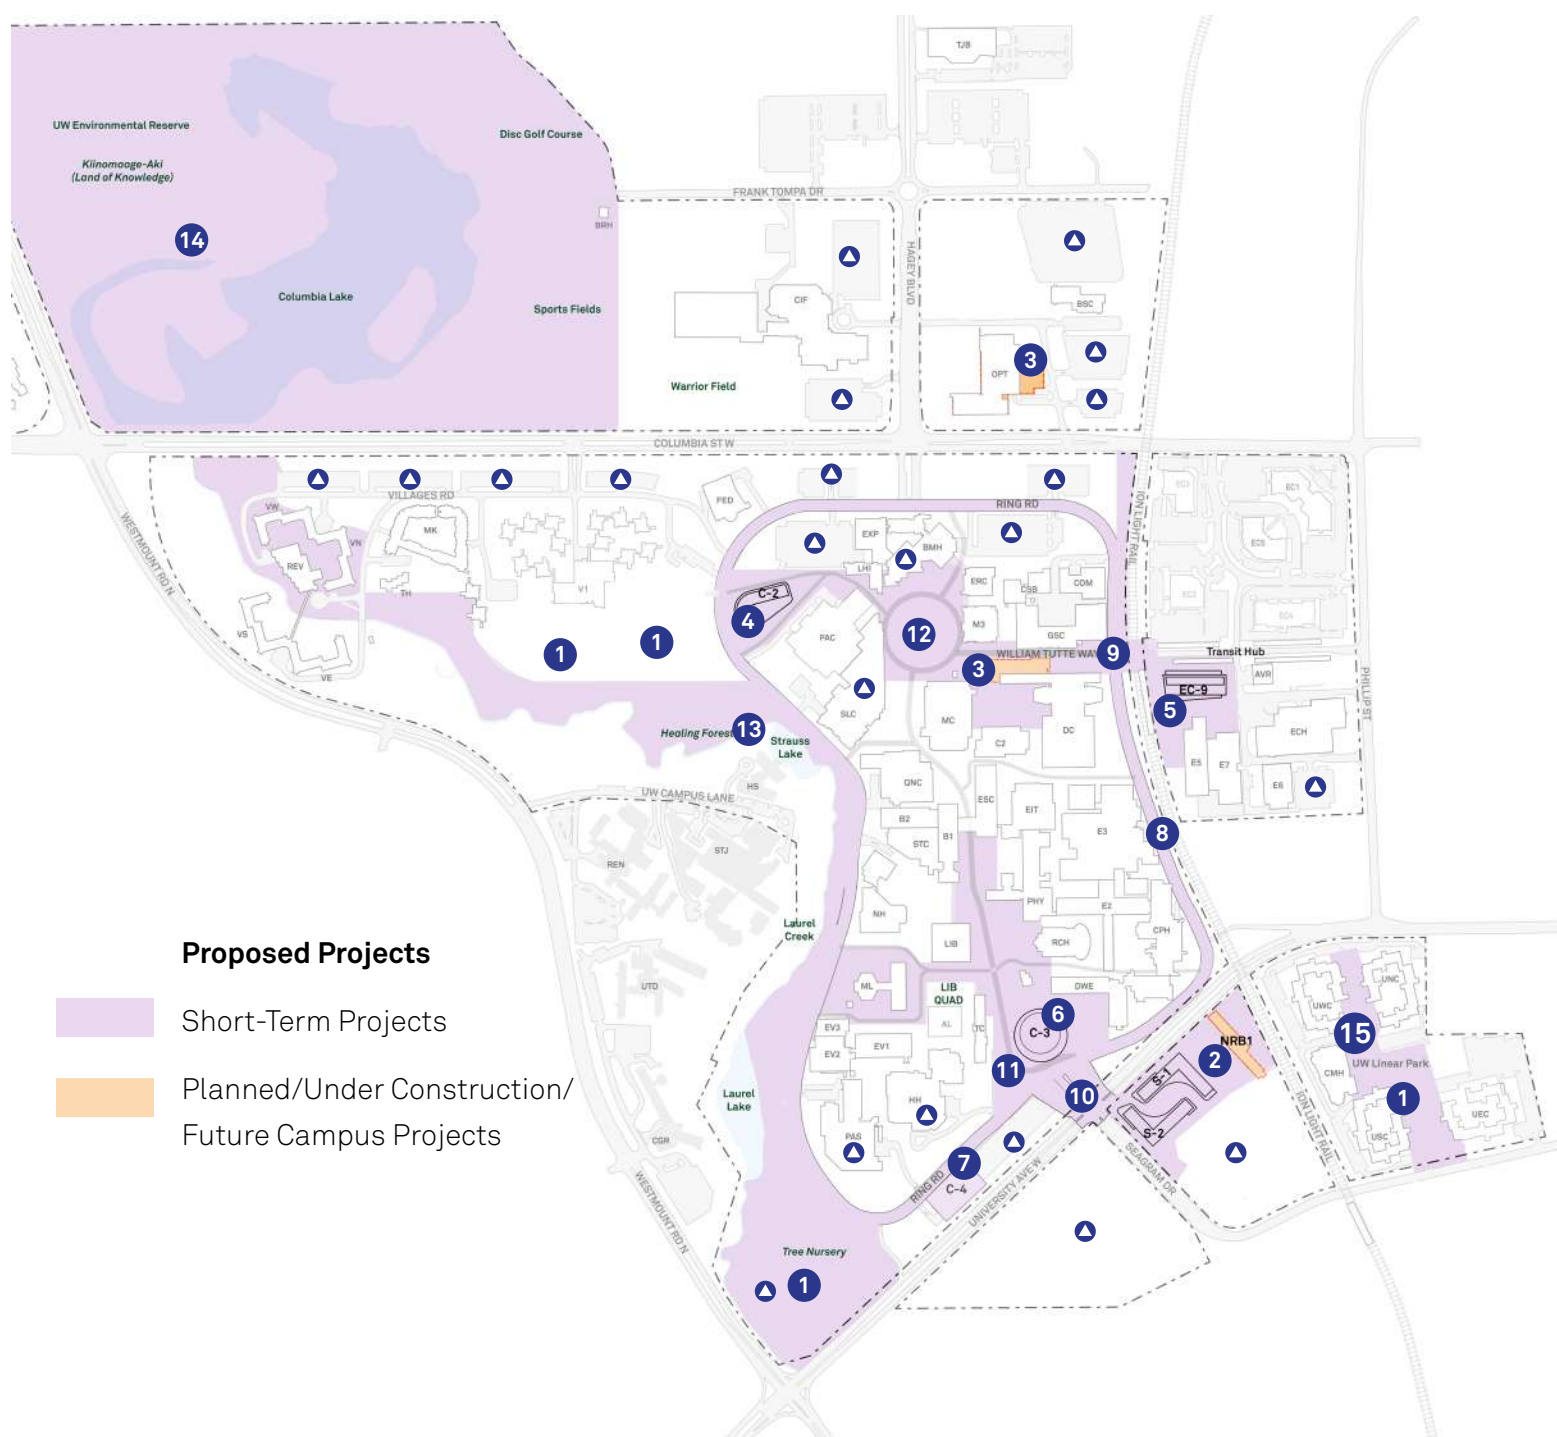 TJB
UW Environmental Reserve
Kiinomaage-Aki
(Land of Knowledge)
Disc Golf Course
FRANK TOMPA DR
BRH
14
HAGEY BLVD
Columbia Lake
Sports Fields
CIF
BSC
OPT
3
Warrior Field
COLUMBIA ST W
VILLAGES RD
FED
RING RD
ION LIGHT RAIL
EC3
EC1
WESTMOUNT RD N
VW
VN
MK
REV
EXP
BMH
LHI
EC5
TH
V1
C-2
ERC
COM
EC2
EC4
4
M3
GSC
VS
PAC
12
1
1
WILLIAM TUTTE WAY
9
Transit Hub
3
VE
AVR
EC-9
5
PHILLIP ST
SLC
MC
Healing Forest
13
Strauss
Lake
C2
DC
ECH
E5
E7
HS
QNC
E6
UW CAMPUS LANE
ESC
EIT
B2
B1
E3
8
STC
STJ
REN
PHY
E2
NH
Laurel
Creek
LIB
RCH
CPH
Proposed Projects
UTD
ML
LIB
QUAD
DWE
UNC
UWC
Short-Term Projects
6
C-3
EV3
AL
TC
15
NRB1
2
EV2
EV1
UW Linear Park
11
CMH
S-1
1
Planned/Under Construction/
Future Campus Projects
Laurel
Lake
HH
10
UEC
PAS
S-2
USC
CGR
7
C-4
RING RD
UNIVERSITY AVE W
SEAGRAM DR
ION LIGHT RAIL
WESTMOUNT RD N
Tree Nursery
1